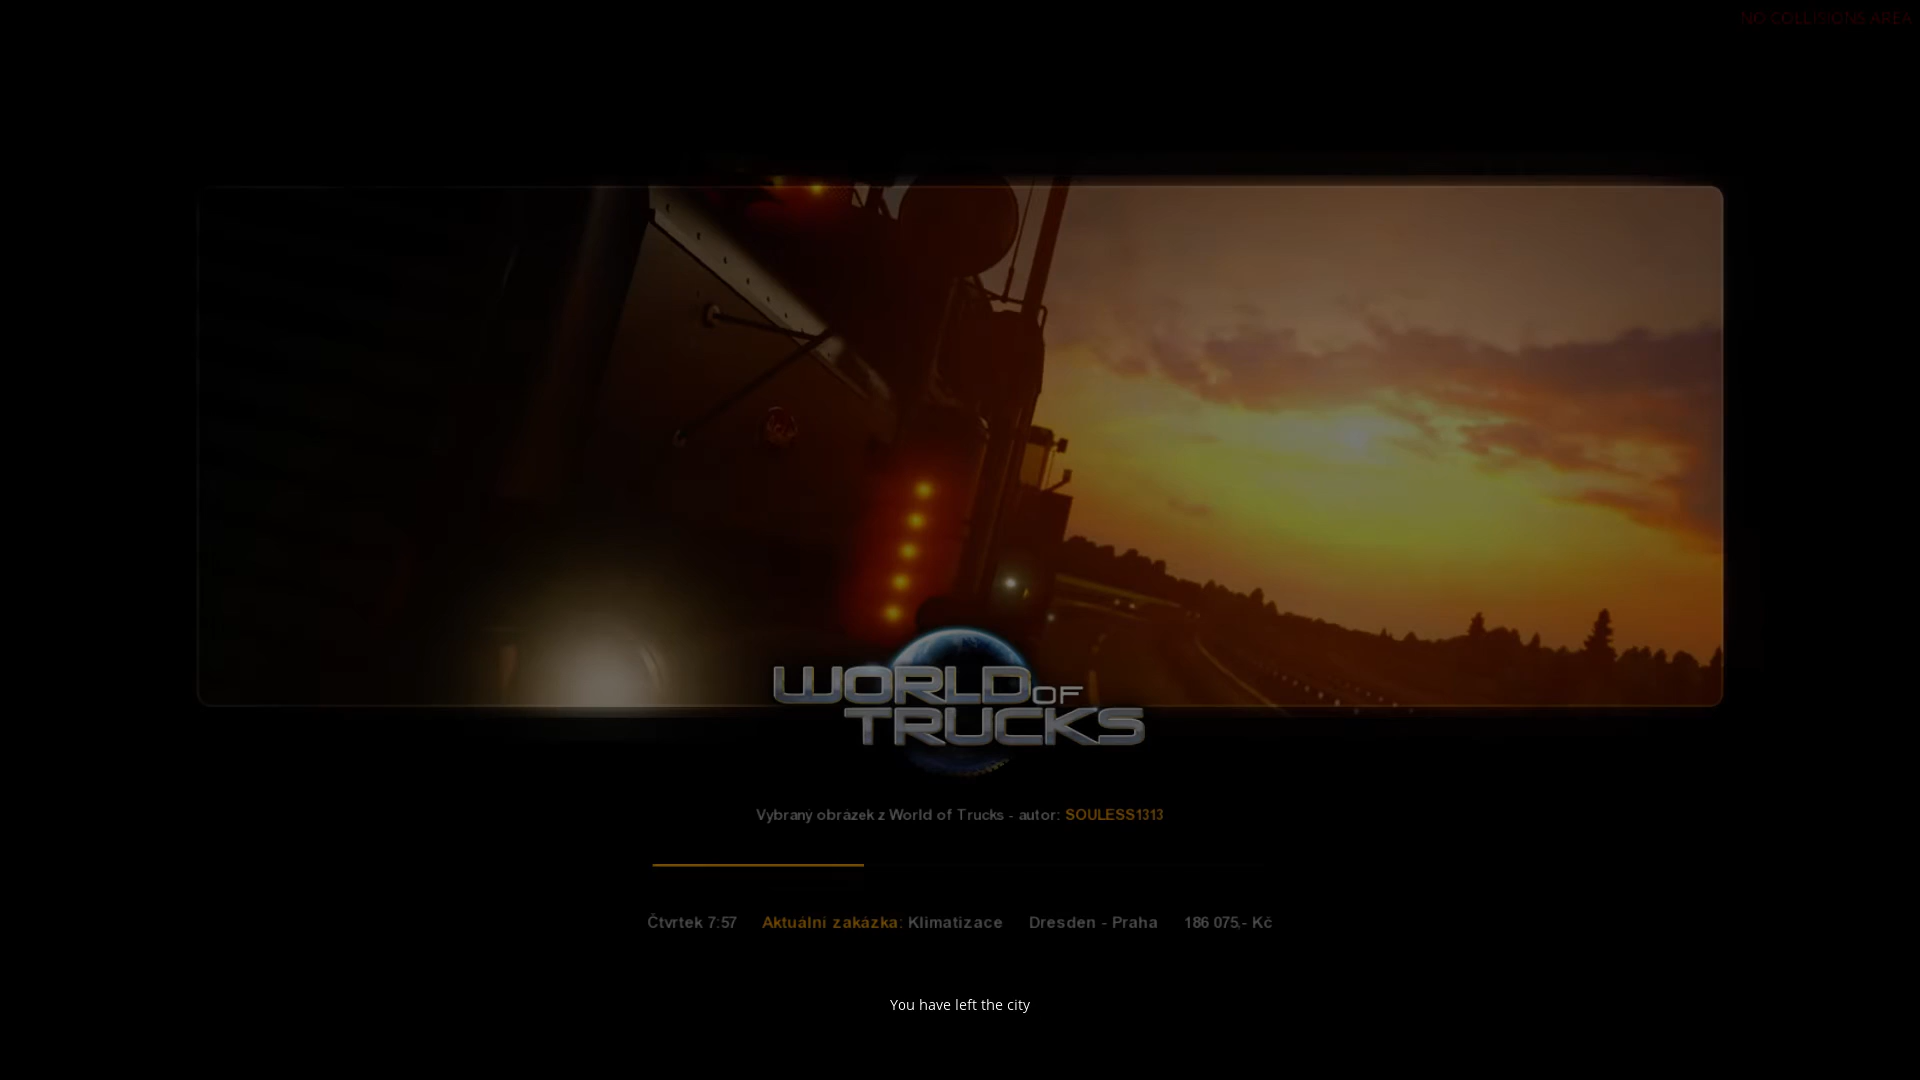 NO COLLISIONS AREA
WORLD OF
TRUCKS
Vybraný obrázek z World of Trucks - autor: SOULESS1313
Čtvrtek 7:57 Aktuální zakázka: Klimatizace Dresden - Praha 186 075,- Kč
You have left the city